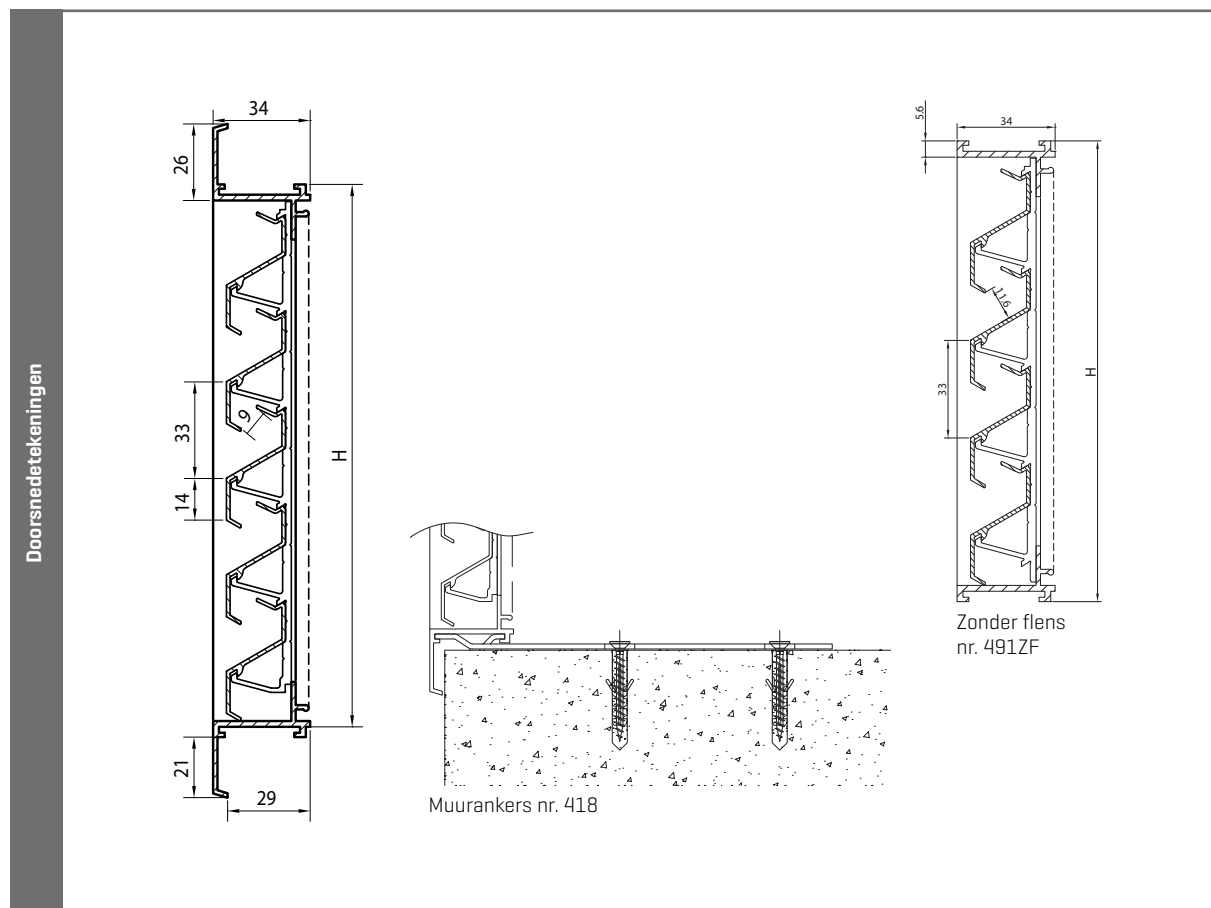 Doorsnedetekeningen
34
26
33
9
14
H
21
29
Muurankers nr. 418
5,6
34
11,6
33
H
Zonder flens
nr. 491ZF